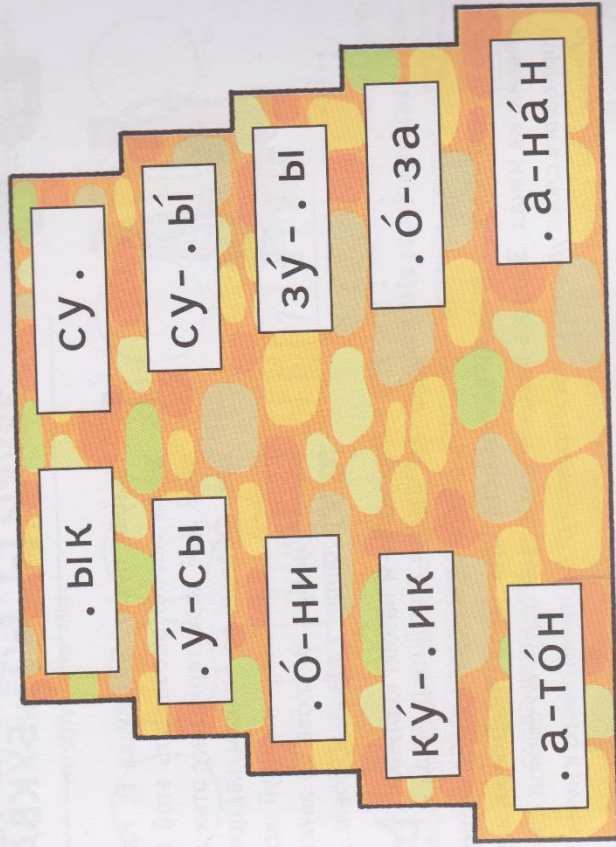 .ык су.
.у́-сы су-.ы́
.о́-ни зу́-.ы
ку́-.ик .о́-за
.а-то́н .а-на́н